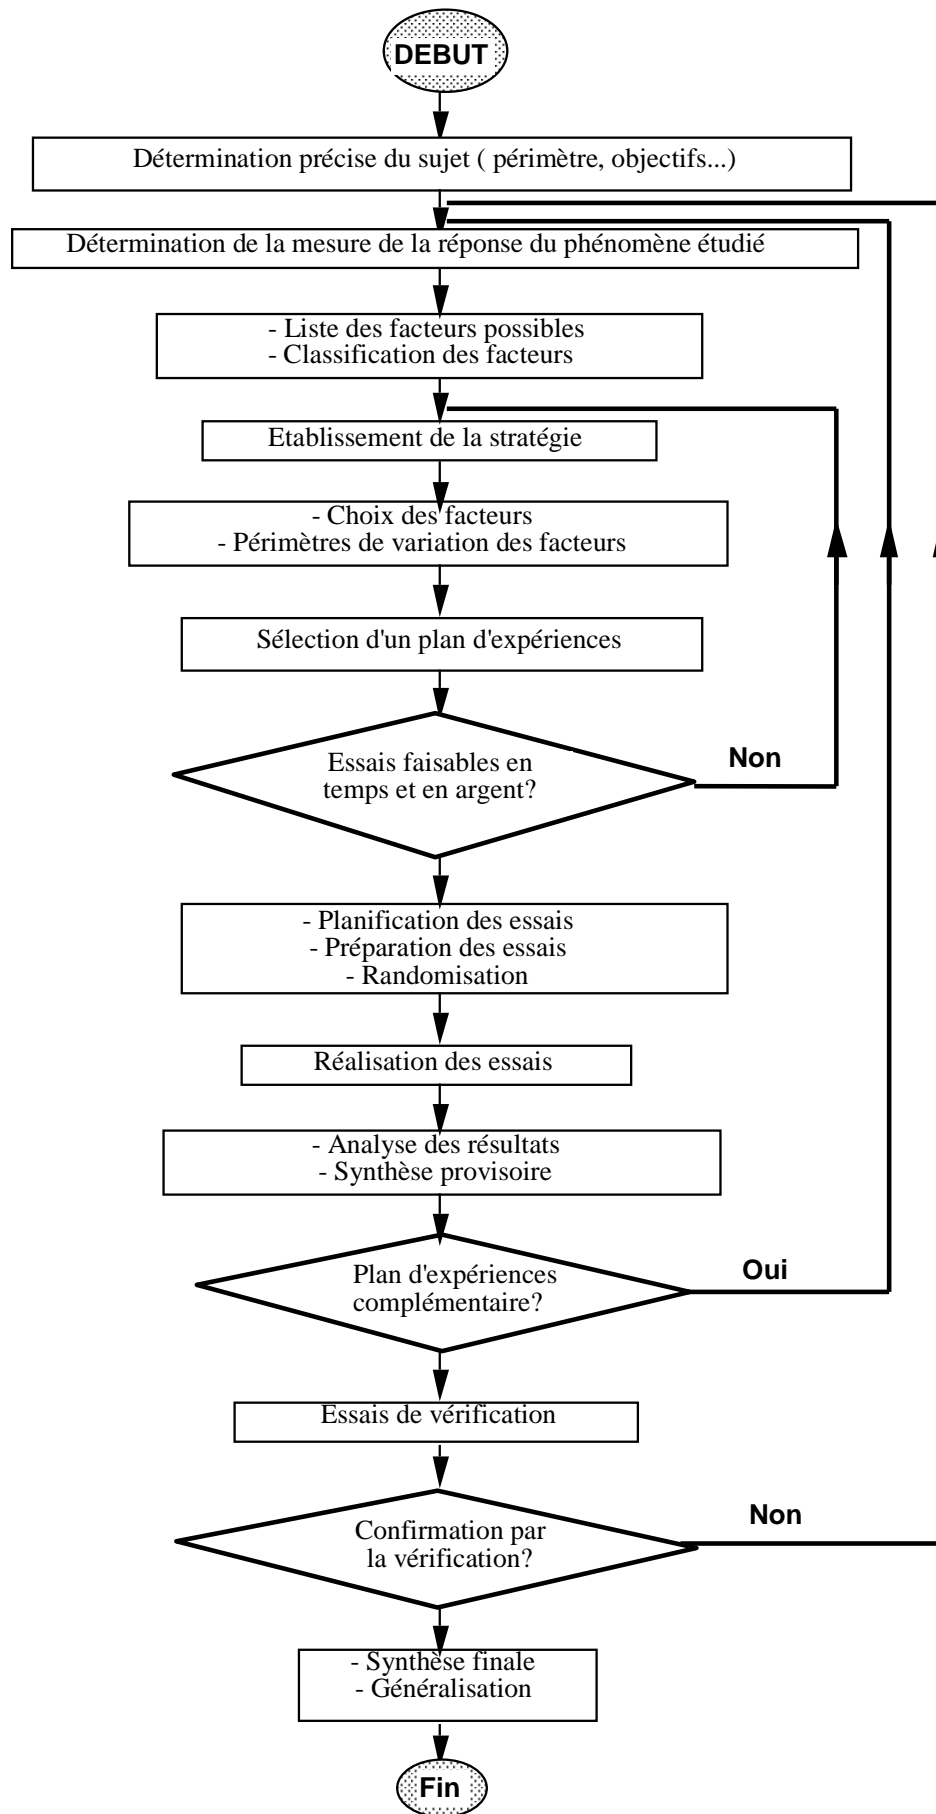 DEBUT
Détermination précise du sujet ( périmètre, objectifs...)
Détermination de la mesure de la réponse du phénomène étudié
- Liste des facteurs possibles
- Classification des facteurs
Etablissement de la stratégie
- Choix des facteurs
- Périmètres de variation des facteurs
Sélection d'un plan d'expériences
Essais faisables en
temps et en argent?
Non
- Planification des essais
- Préparation des essais
- Randomisation
Réalisation des essais
- Analyse des résultats
- Synthèse provisoire
Plan d'expériences
complémentaire?
Oui
Essais de vérification
Confirmation par
la vérification?
Non
- Synthèse finale
- Généralisation
Fin